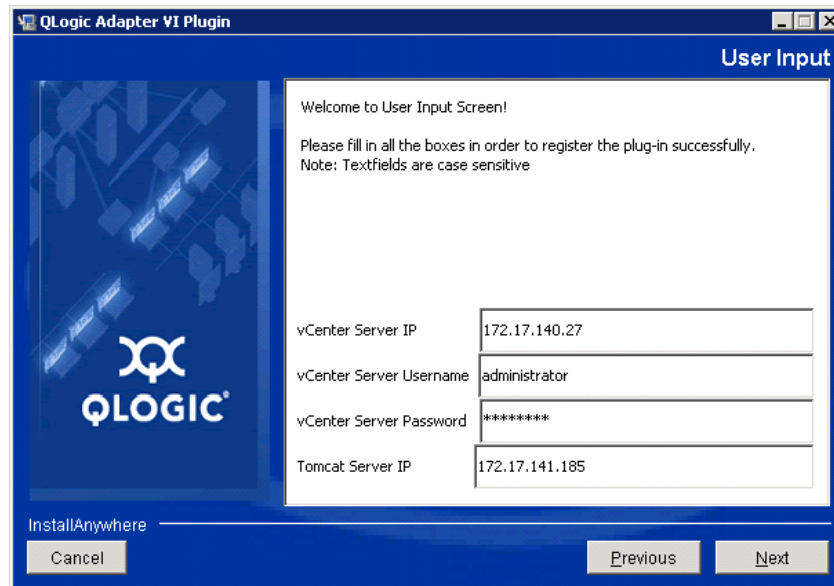 QLogic Adapter VI Plugin
User Input
Welcome to User Input Screen!
Please fill in all the boxes in order to register the plug-in successfully.
Note: Textfields are case sensitive
vCenter Server IP 172.17.140.27
vCenter Server Username administrator
vCenter Server Password ********
Tomcat Server IP 172.17.141.185
QLOGIC®
InstallAnywhere
Cancel Previous Next